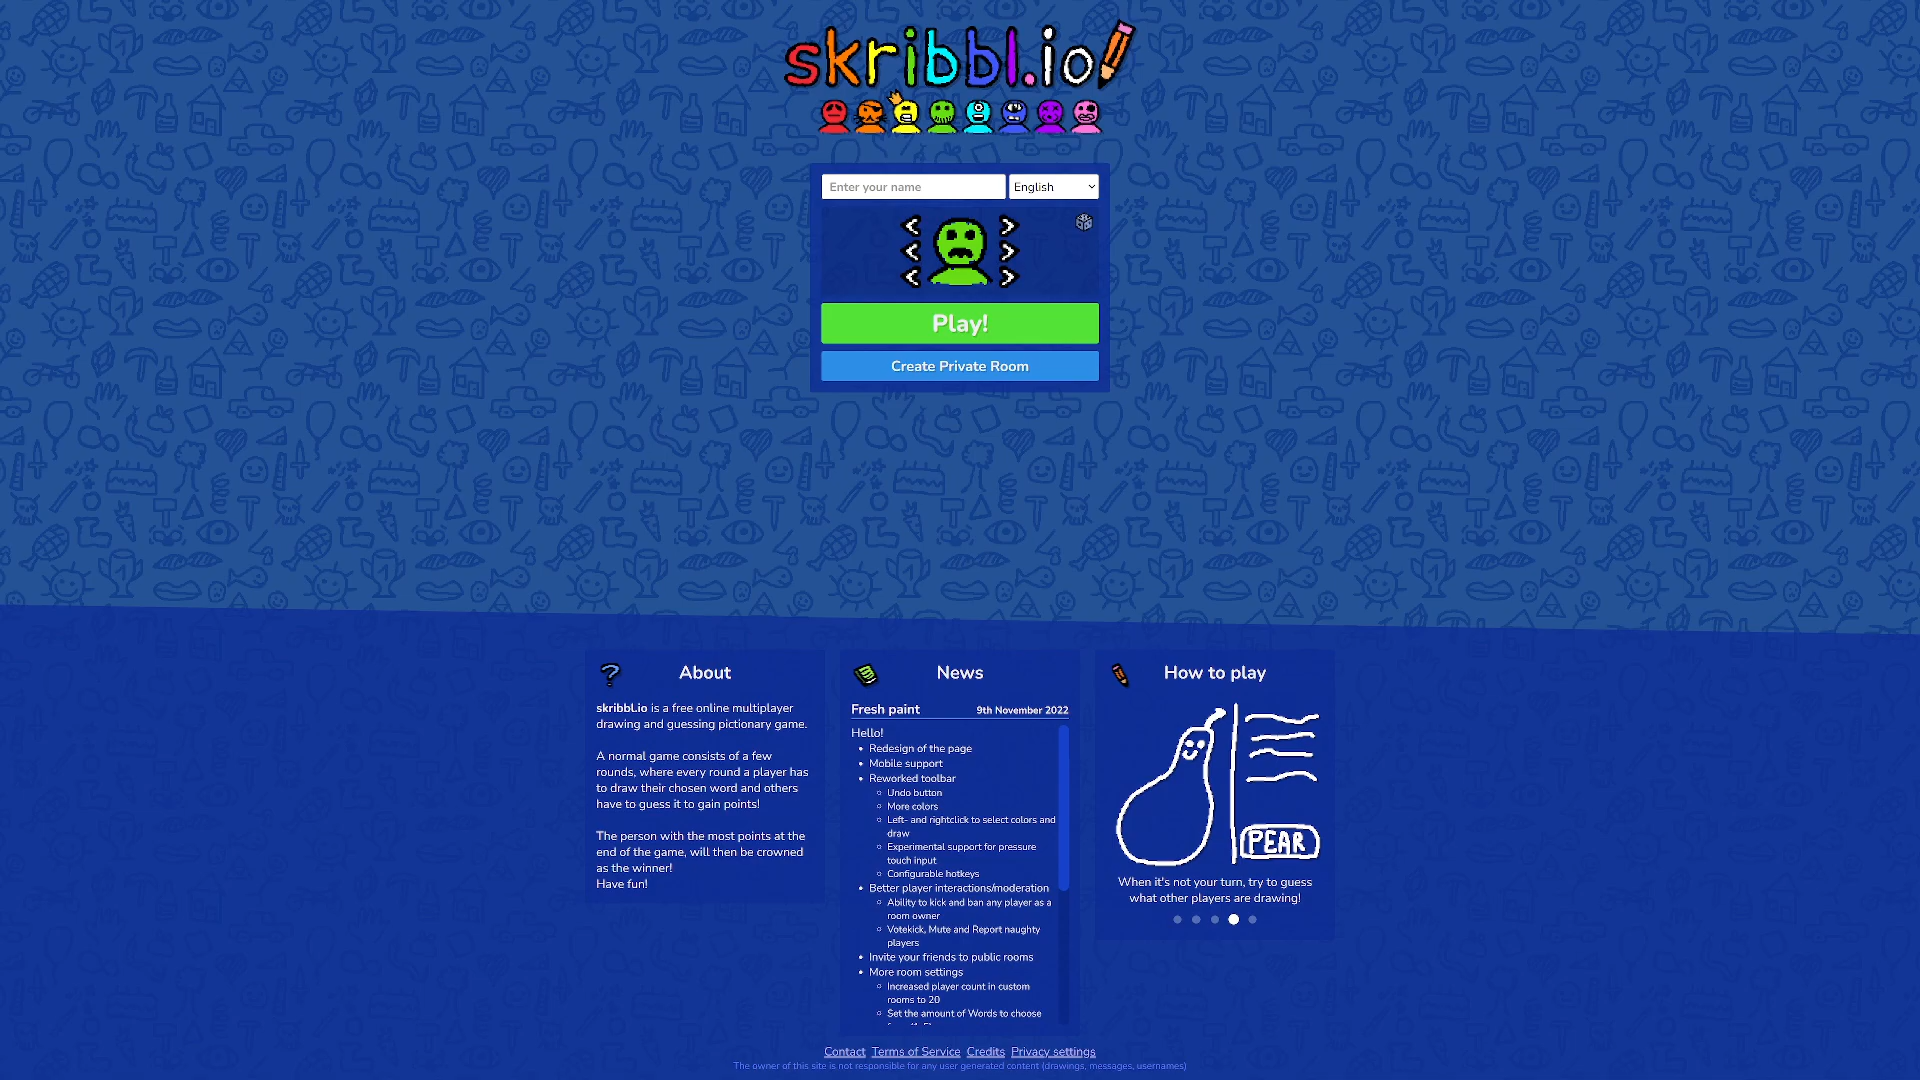 skribbl.io
Enter your name
English
Play!
Create Private Room
About
skribbl.io is a free online multiplayer
drawing and guessing pictionary game.
A normal game consists of a few
rounds, where every round a player has
to draw their chosen word and others
have to guess it to gain points!
The person with the most points at the
end of the game, will then be crowned
as the winner!
Have fun!
News
Fresh paint 9th November 2022
Hello!
Redesign of the page
Mobile support
Reworked toolbar
Undo button
More colors
Left- and rightclick to select colors and
draw
Experimental support for pressure
touch input
Configurable hotkeys
Better player interactions/moderation
Ability to kick and ban any player as a
room owner
Votekick, Mute and Report naughty
players
Invite your friends to public rooms
More room settings
Increased player count in custom
rooms to 20
Set the amount of Words to choose
How to play
PEAR
When it's not your turn, try to guess
what other players are drawing!
Contact Terms of Service Credits Privacy settings
The owner of this site is not responsible for any user generated content (drawings, messages, usernames)